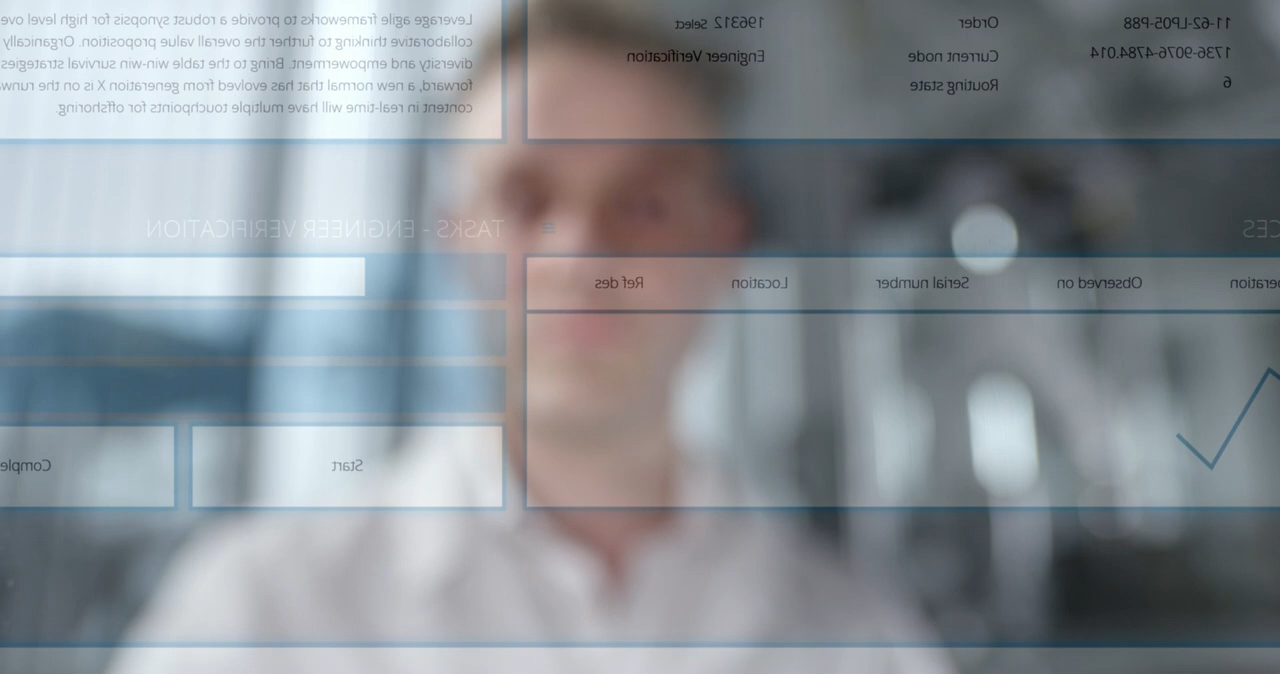 Leverage agile frameworks to provide a robust synopsis for high level
collaborative thinking to further the overall value proposition. Organically
diversity and empowerment. Bring to the table win-win survival strategies
forward, a new normal that has evolved from generation X is on the
content in real-time will have multiple touchpoints for offshoring.
11-62-LP05-P88 Order 196312 Select
1736-9076-4784.014 Current node Engineer Verification
6 Routing state
TASKS - ENGINEER VERIFICATION
Observed on Serial number Location Ref des
Start